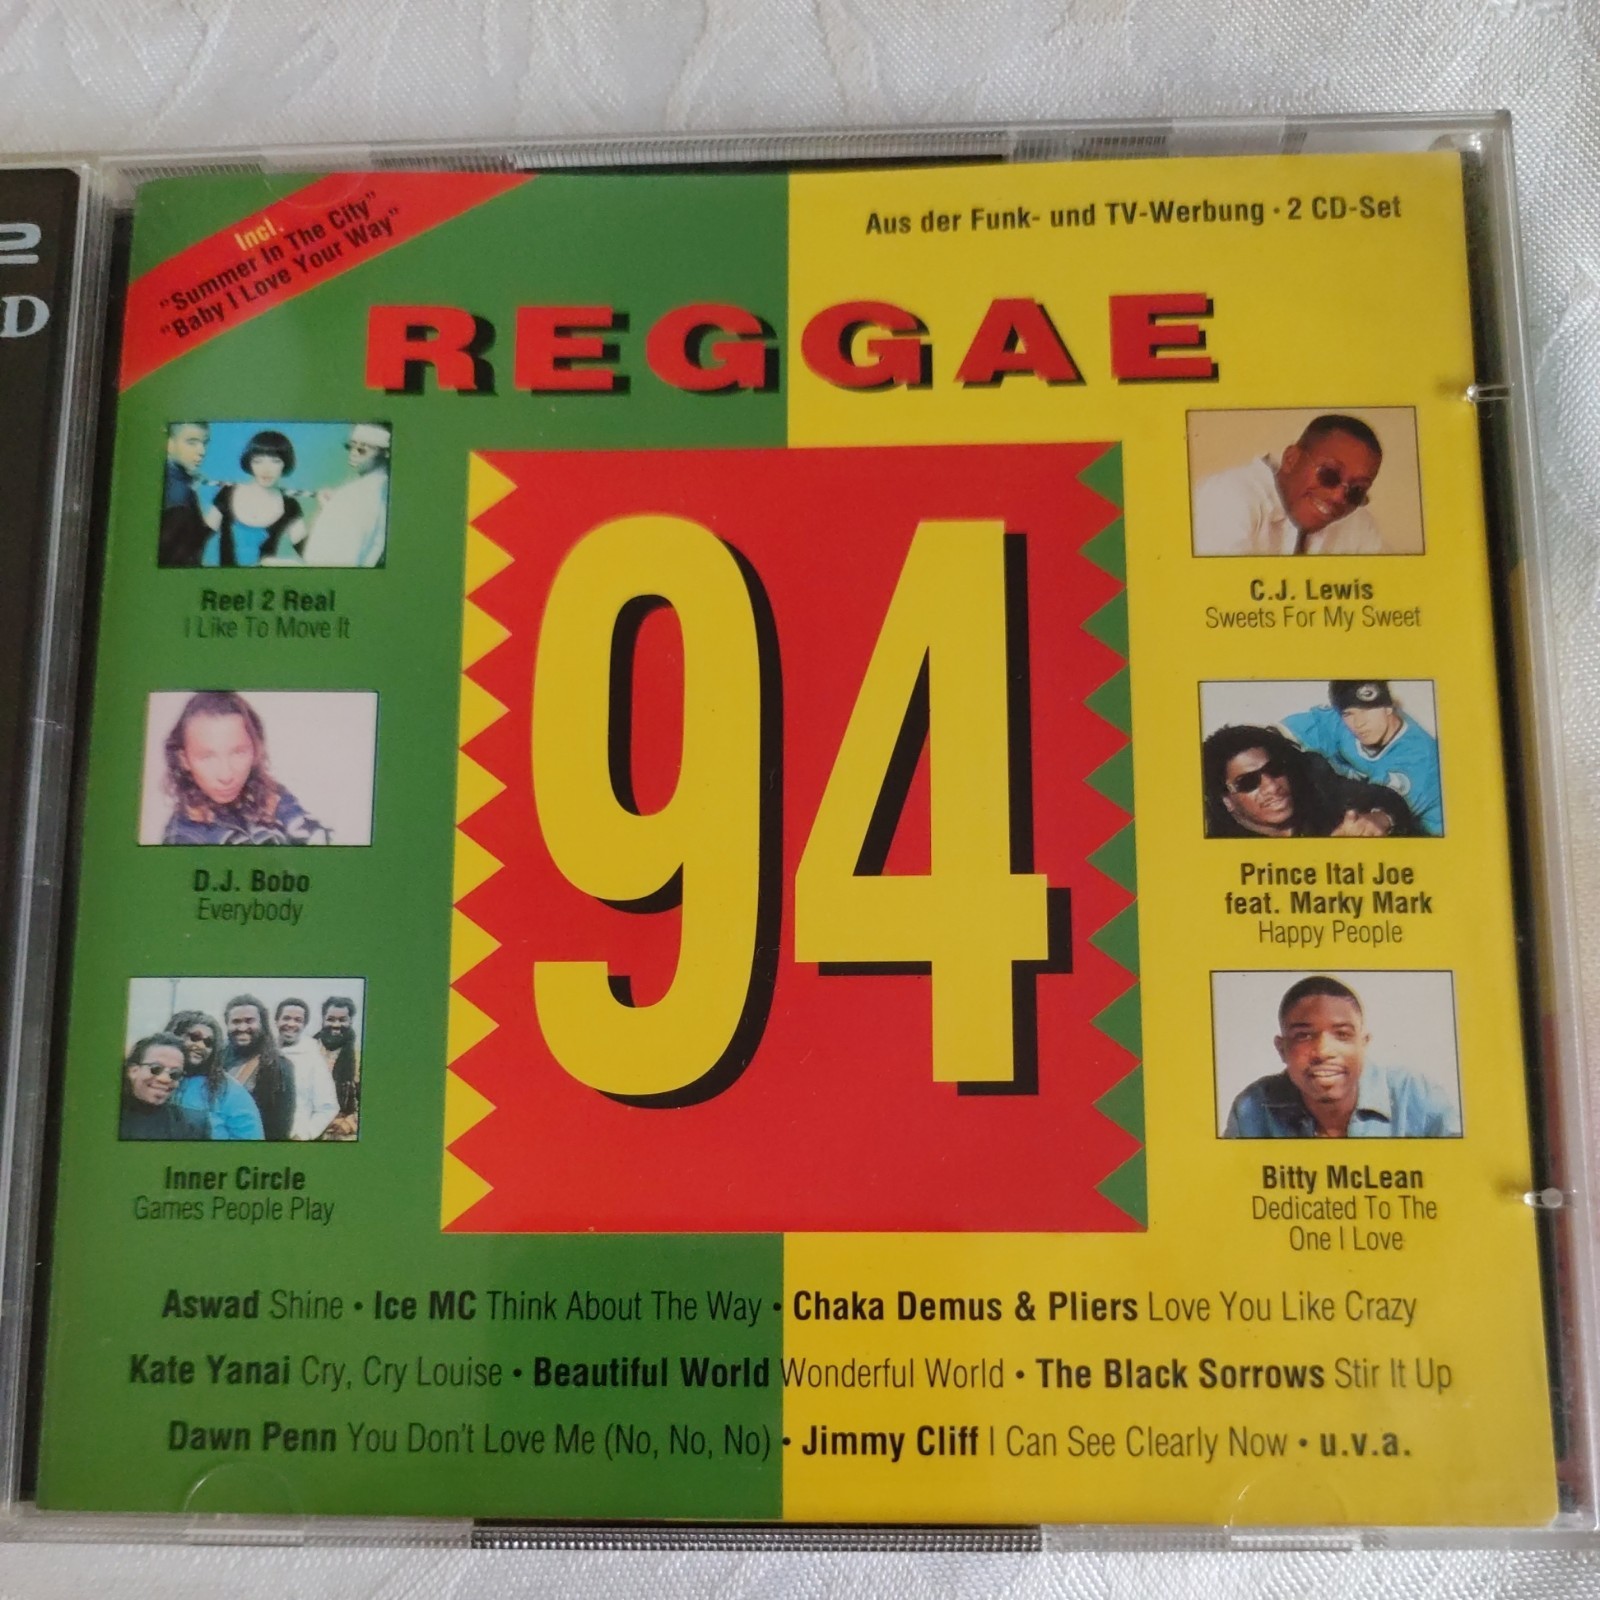 2
D
Incl.
"Summer In The City"
"Baby I Love Your Way"
Aus der Funk- und TV-Werbung · 2 CD-Set
REGGAE
94
Reel 2 Real
I Like To Move It
D.J. Bobo
Everybody
Inner Circle
Games People Play
C.J. Lewis
Sweets For My Sweet
Prince Ital Joe
feat. Marky Mark
Happy People
Bitty McLean
Dedicated To The
One I Love
Aswad Shine • Ice MC Think About The Way • Chaka Demus & Pliers Love You Like Crazy
Kate Yanai Cry, Cry Louise • Beautiful World Wonderful World • The Black Sorrows Stir It Up
Dawn Penn You Don't Love Me (No, No, No) • Jimmy Cliff I Can See Clearly Now • u.v.a.